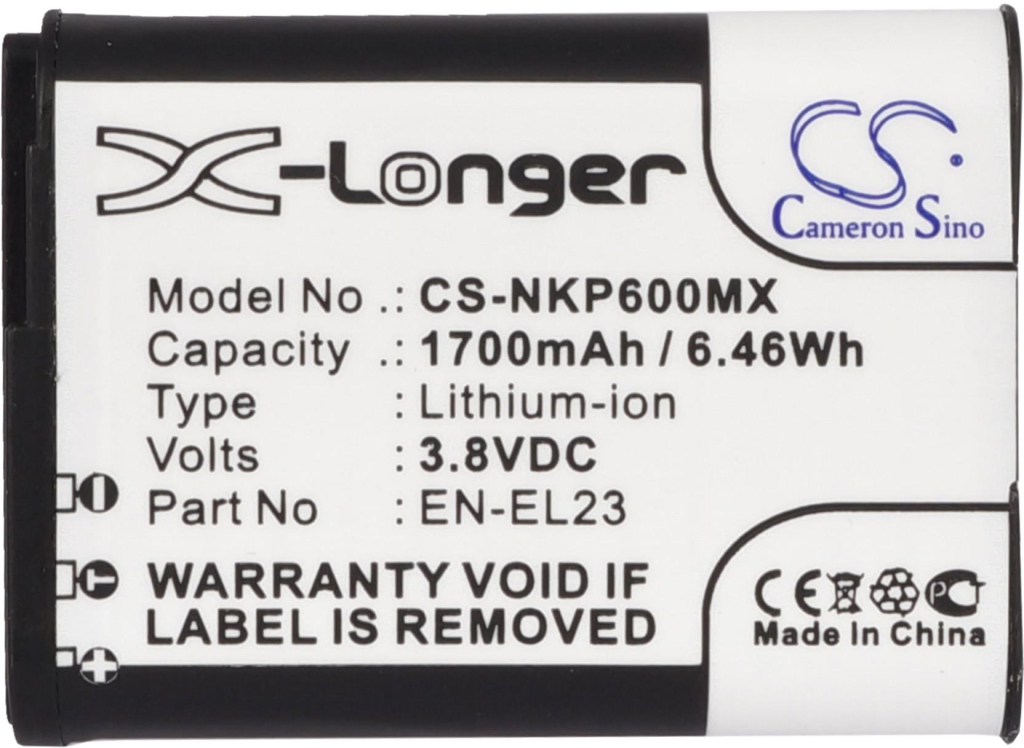 X-Longer
CS
Cameron Sino
Model No .: CS-NKP600MX
Capacity .: 1700mAh / 6.46Wh
Type : Lithium-ion
Volts : 3.8VDC
Part No : EN-EL23
WARRANTY VOID IF
LABEL IS REMOVED
CE
Made In China